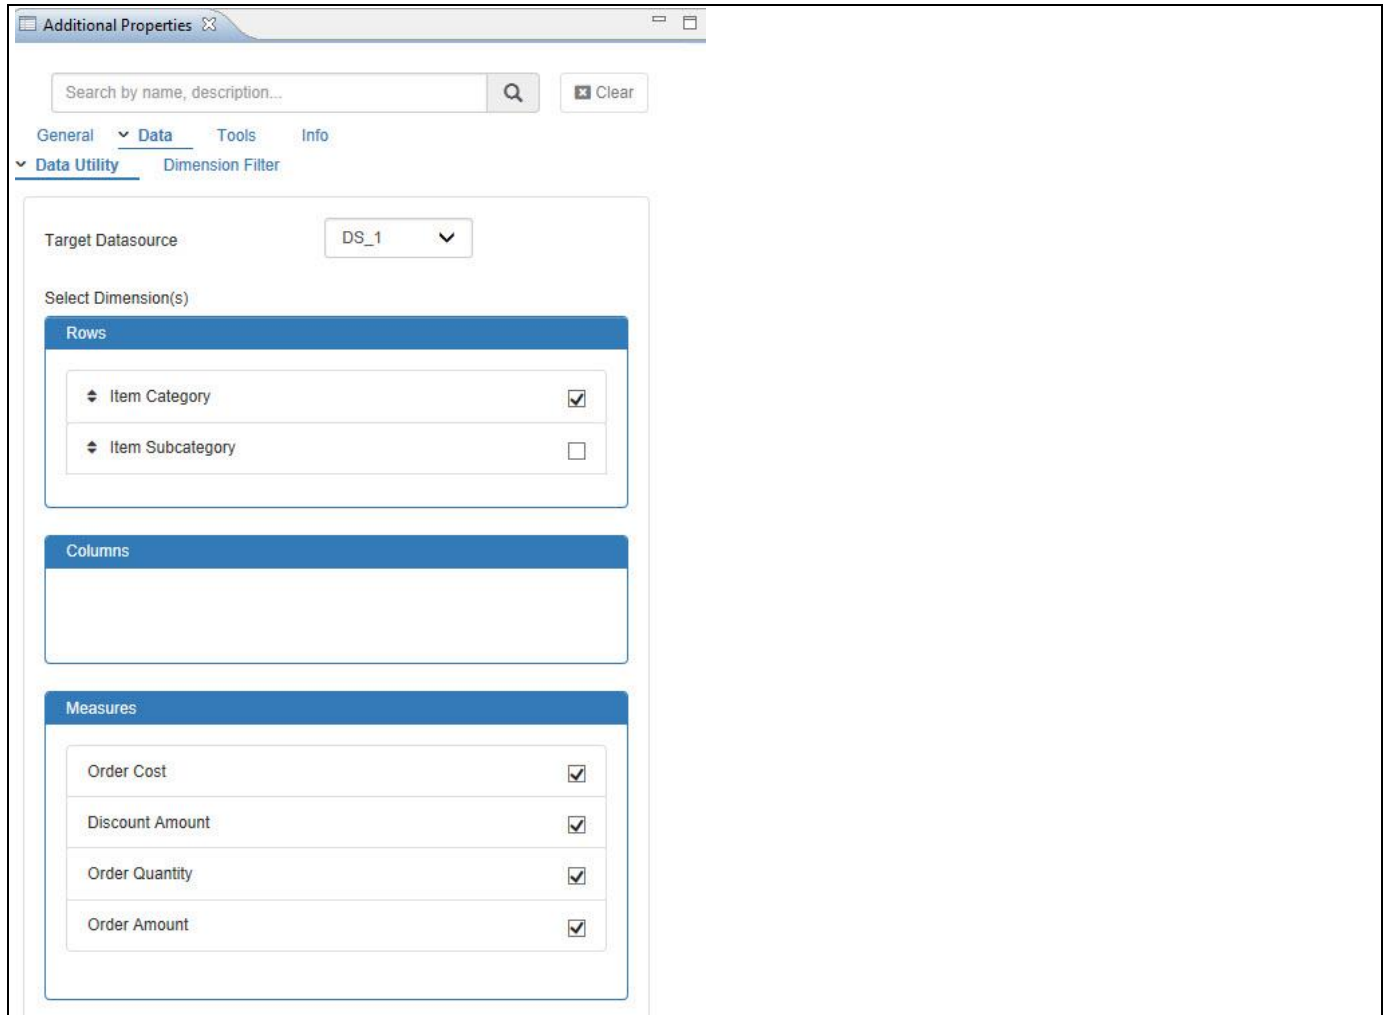 Additional Properties
Search by name, description...
Clear
General Data Tools Info
Data Utility Dimension Filter
Target Datasource DS_1
Select Dimension(s)
Rows
Item Category
Item Subcategory
Columns
Measures
Order Cost
Discount Amount
Order Quantity
Order Amount